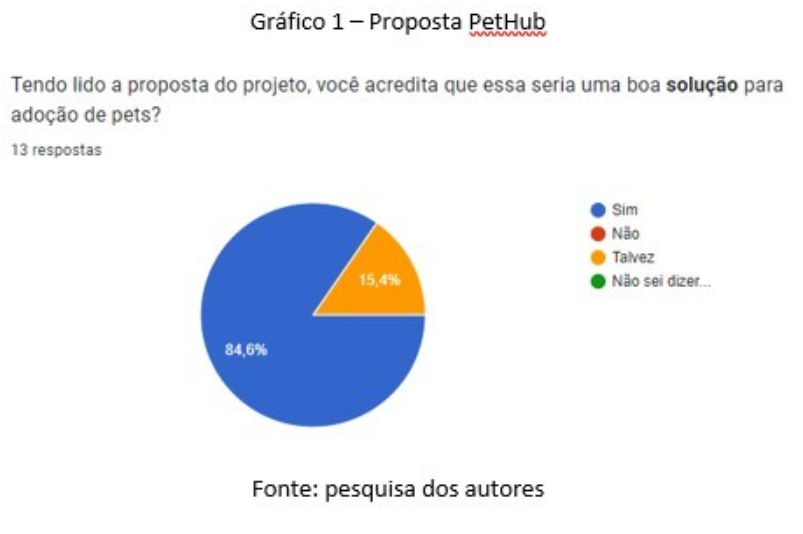 Gráfico 1 – Proposta PetHub
Tendo lido a proposta do projeto, você acredita que essa seria uma boa solução para
adoção de pets?
13 respostas
Sim
Não
Talvez
Não sei dizer...
15,4%
84,6%
Fonte: pesquisa dos autores